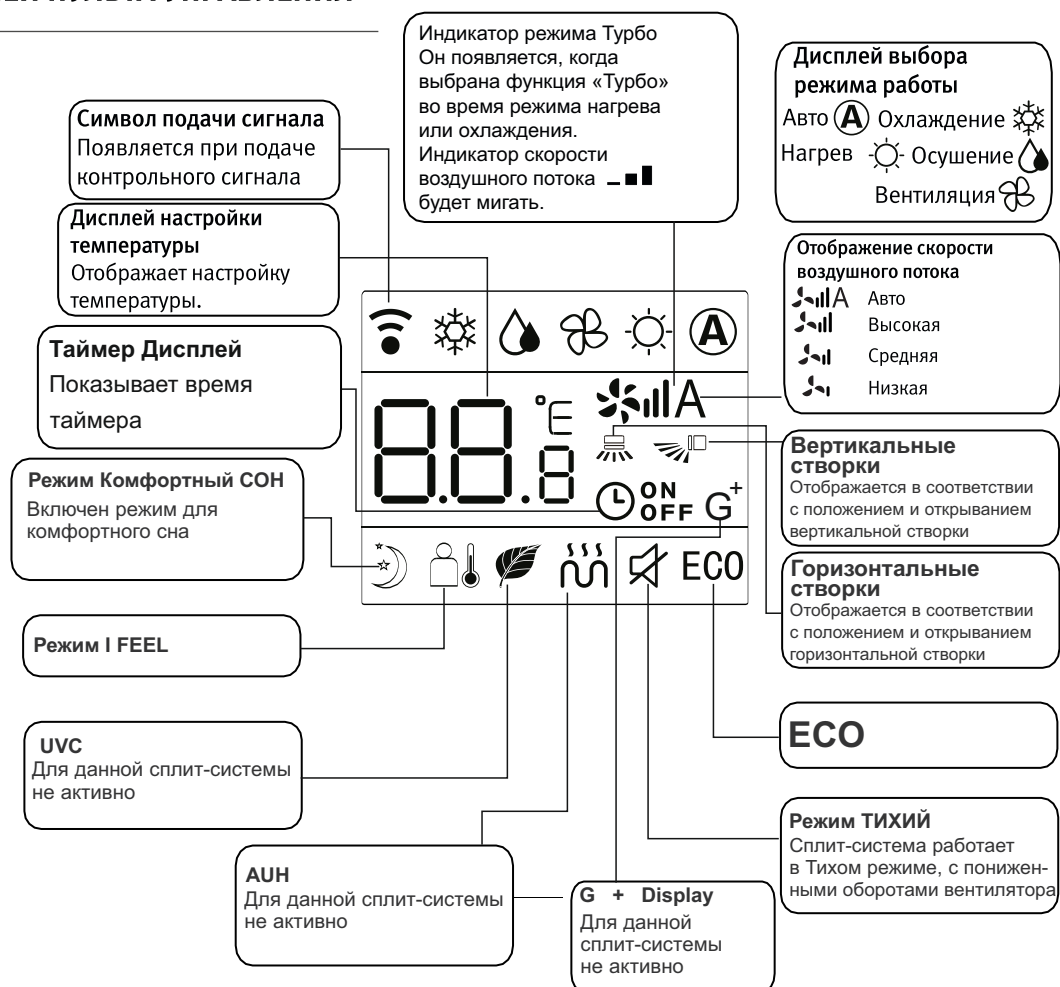 Индикатор режима Турбо
Он появляется, когда
выбрана функция «Турбо»
во время режима нагрева
или охлаждения.
Индикатор скорости
воздушного потока
будет мигать.
Дисплей выбора
режима работы
Авто A Охлаждение
Нагрев Осушение
Вентиляция
Символ подачи сигнала
Появляется при подаче
контрольного сигнала
Дисплей настройки
температуры
Отображает настройку
температуры.
Отображение скорости
воздушного потока
A Авто
Высокая
Средняя
Низкая
Таймер Дисплей
Показывает время
таймера
A
88.8 °E A
ON
OFF G+
ECO
Вертикальные
створки
Отображается в соответствии
с положением и открыванием
вертикальной створки
Режим Комфортный СОН
Включен режим для
комфортного сна
Горизонтальные
створки
Отображается в соответствии
с положением и открыванием
горизонтальной створки
Режим I FEEL
ECO
UVC
Для данной сплит-системы
не активно
Режим ТИХИЙ
Сплит-система работает
в Тихом режиме, с понижен-
ными оборотами вентилятора
AUH
Для данной сплит-системы
не активно
G + Display
Для данной
сплит-системы
не активно